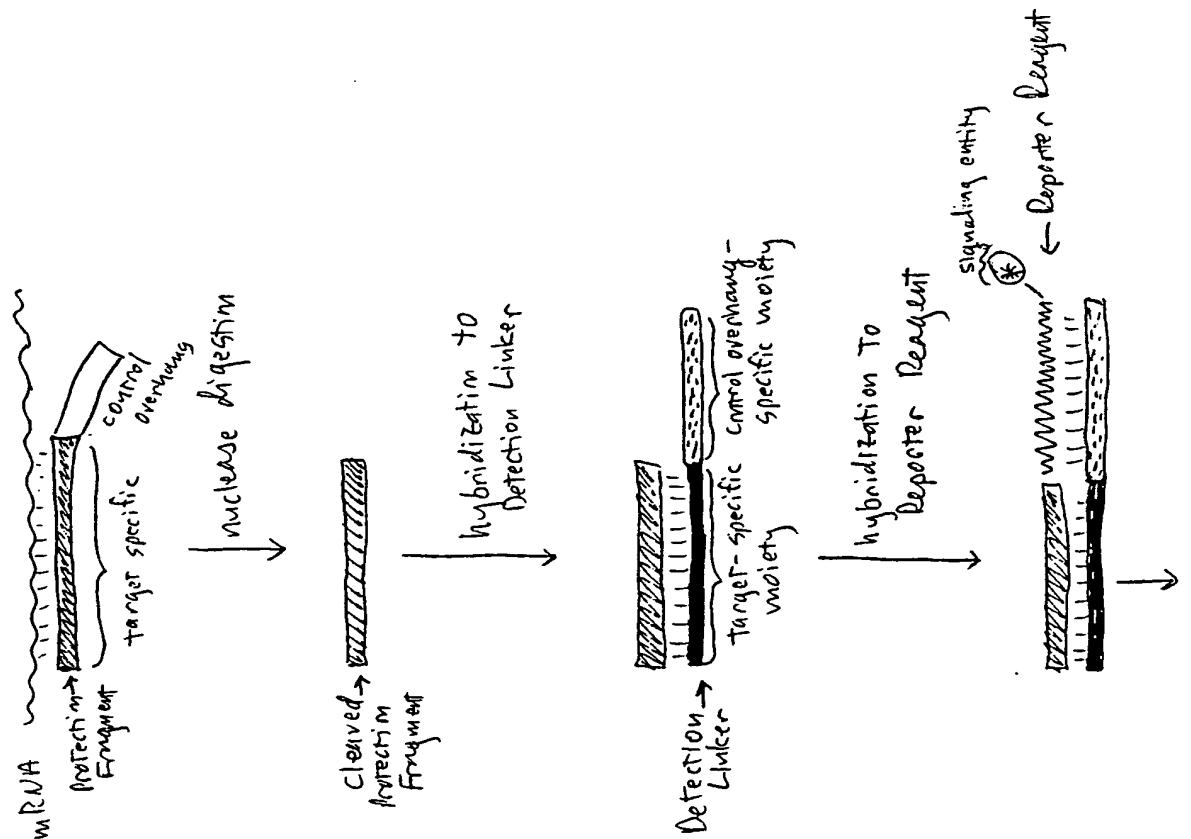 mRNA
Protection→
Fragment
target specific
control
overhang
nuclease digestion
Cleaved→
Protection
Fragment
hybridization to
Detection Linker
Detection→
Linker
target-specific
moiety
control overhang-
specific moiety
hybridization To
Reporter Reagent
signaling entity
*
← Reporter Reagent